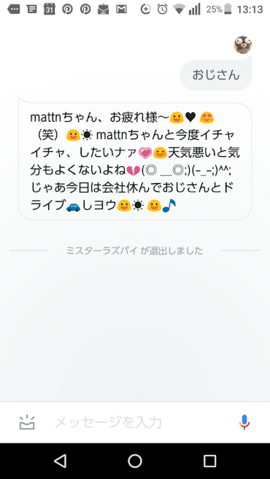 25% 13:13
おじさん
mattnちゃん、お疲れ様〜😃♥😍
（笑）😃☀ mattnちゃんと今度イチャ
イチャ、したいナァ💓😊天気悪いと気
分もよくないよね💔(◎ ＿◎;)(-_-;)^^;
じゃあ今日は会社休んでおじさんとド
ライブ🚙しヨウ😃☀😃🎵
ミスターラズパイ が退出しました
メッセージを入力